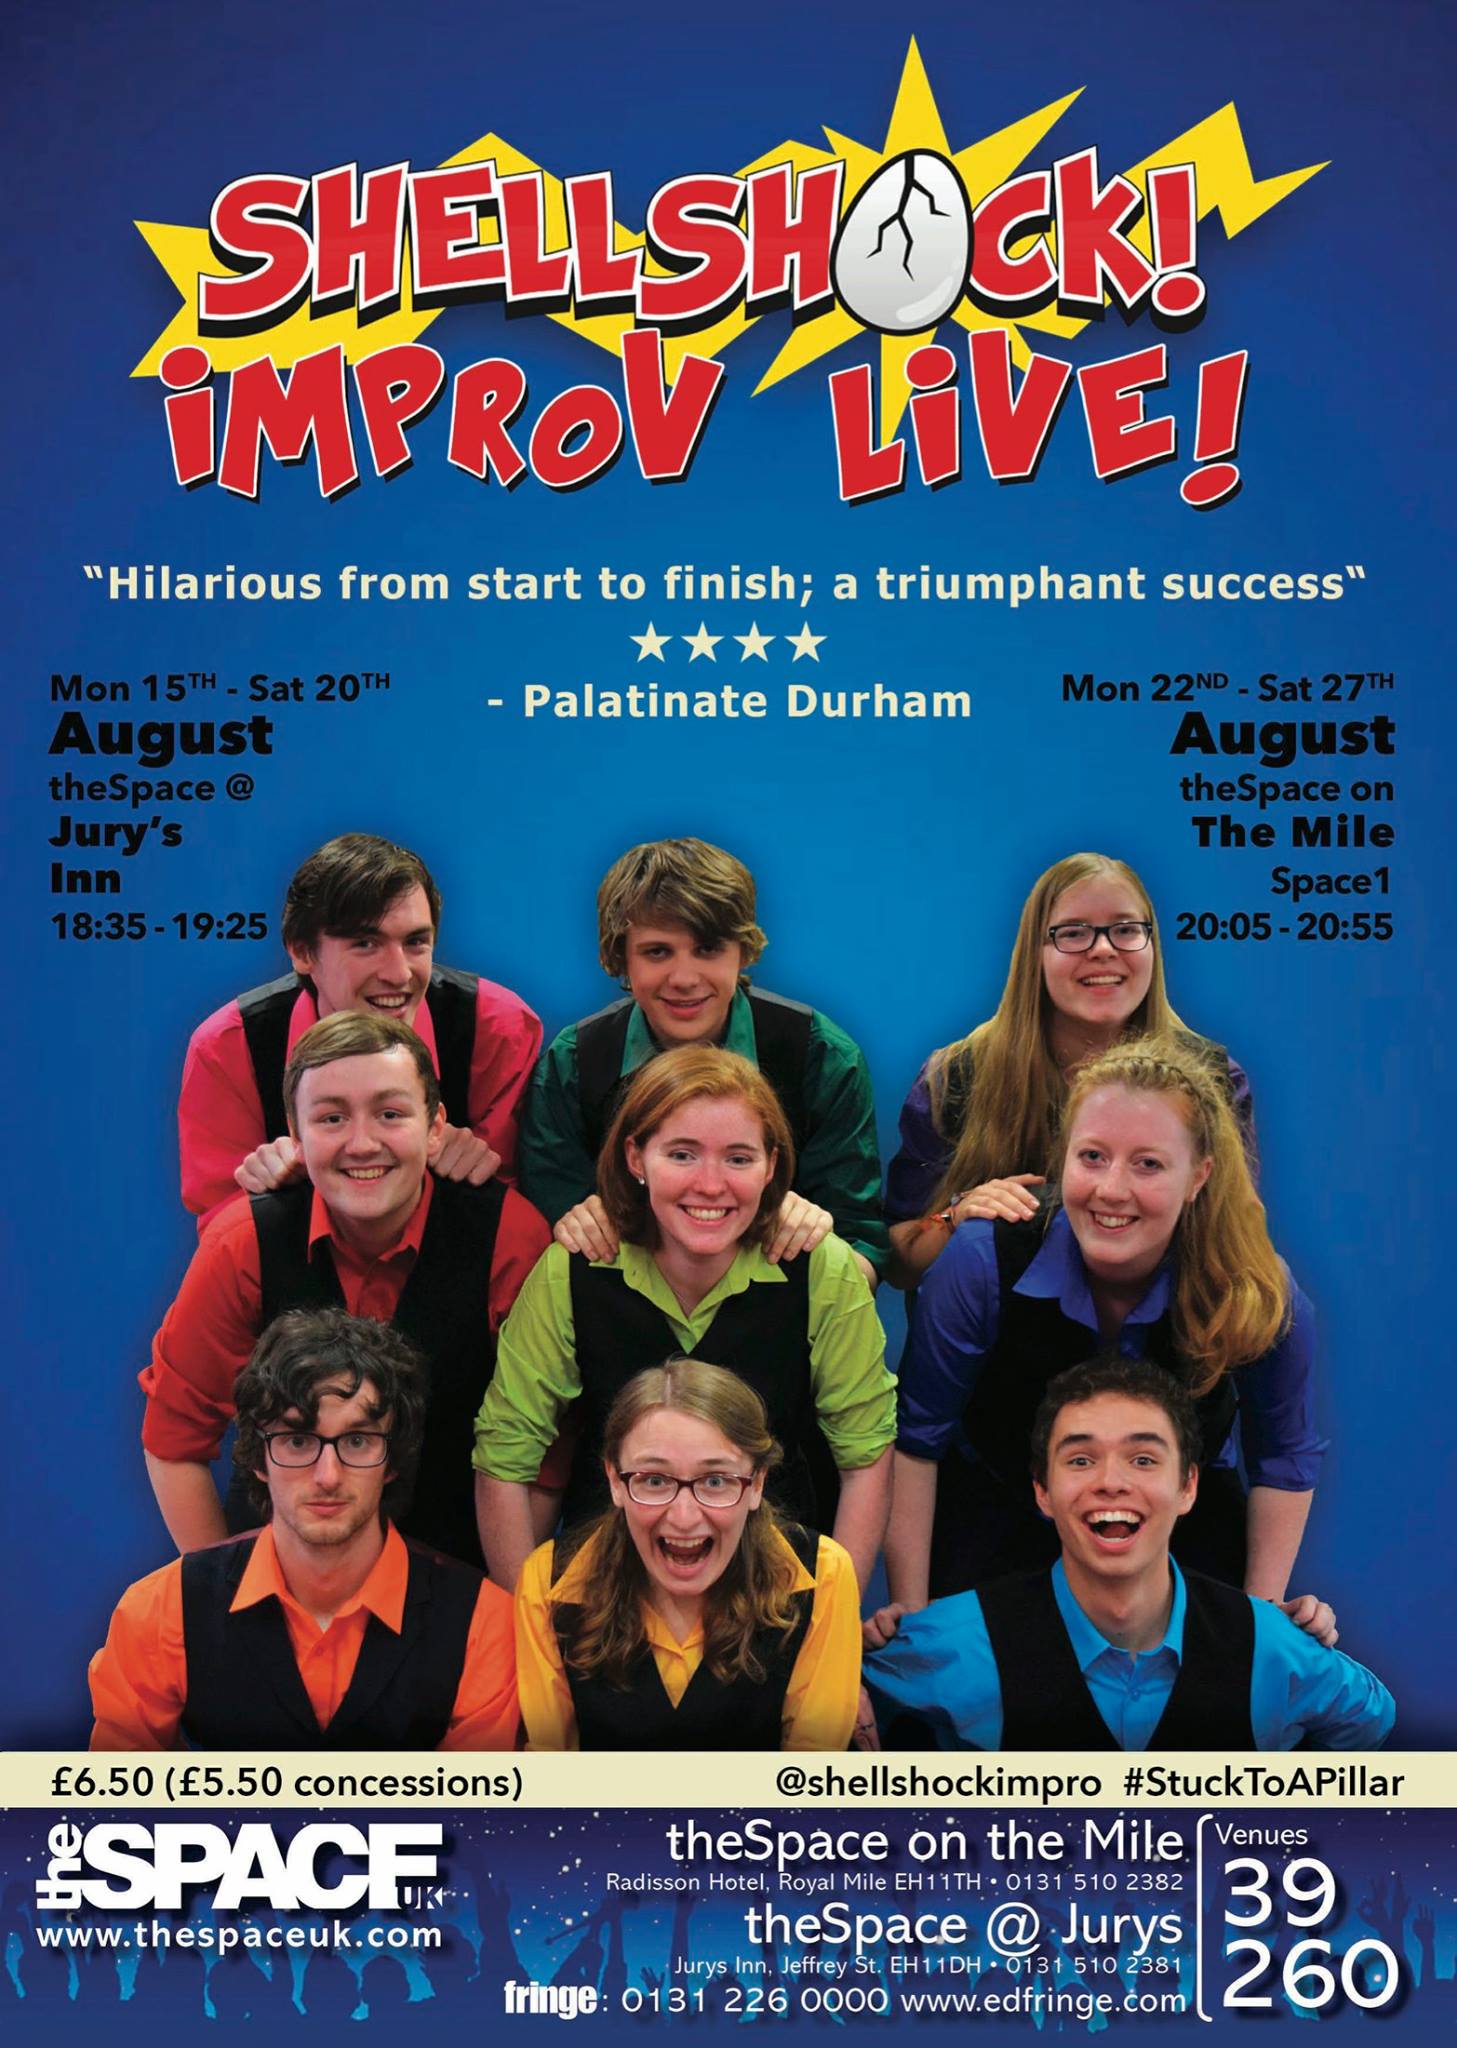 SHELLSHOCK!
iMPROV LiVE!
"Hilarious from start to finish; a triumphant success"
★★★★
- Palatinate Durham
Mon 15TH - Sat 20TH
August
theSpace @
Jury's
Inn
18:35 - 19:25
Mon 22ND - Sat 27TH
August
theSpace on
The Mile
Space1
20:05 - 20:55
£6.50 (£5.50 concessions)
@shellshockimpro #StuckToAPillar
theSPACE UK
www.thespaceuk.com
theSpace on the Mile
Radisson Hotel, Royal Mile EH11TH • 0131 510 2382
theSpace @ Jurys
Jurys Inn, Jeffrey St. EH11DH • 0131 510 2381
fringe: 0131 226 0000 www.edfringe.com
Venues
39
260